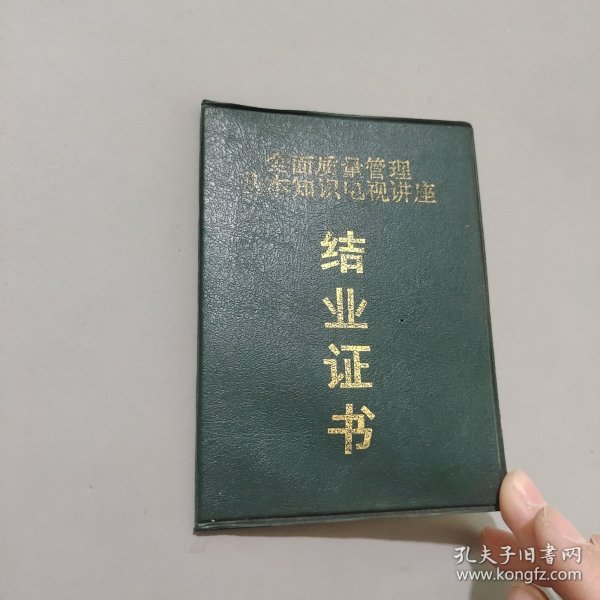 全面质量管理
基本知识电视讲座
结
业
证
书
孔夫子旧书网
www.kongfz.com